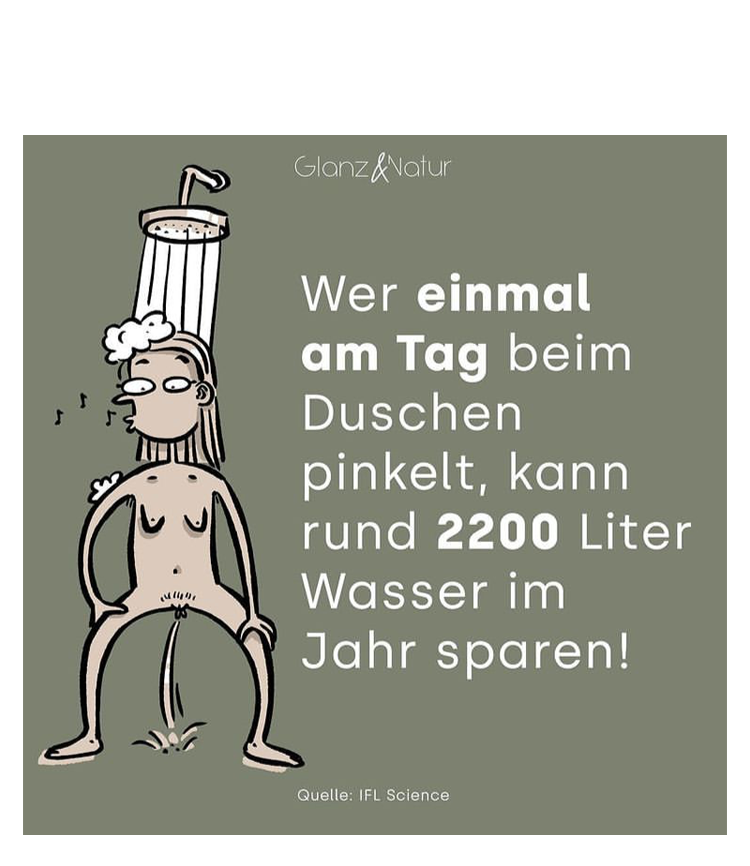 Glanz&Natur
Wer einmal
am Tag beim
Duschen
pinkelt, kann
rund 2200 Liter
Wasser im
Jahr sparen!
Quelle: IFL Science